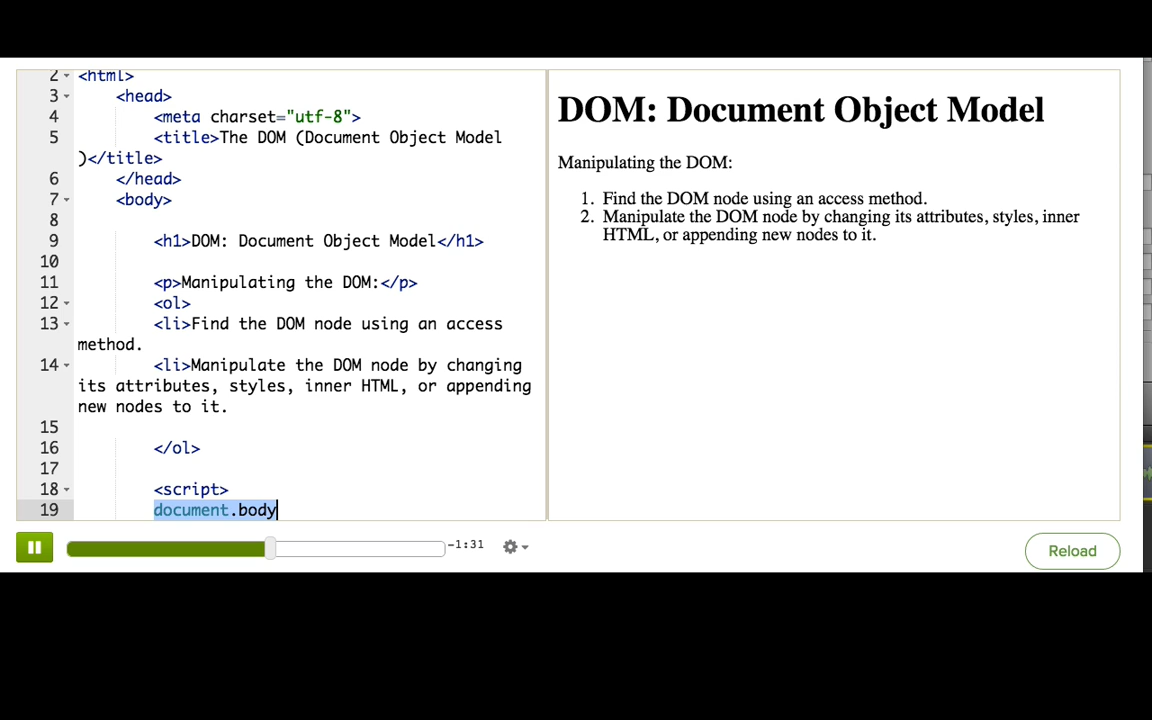 2 <html>
3 <head>
4 <meta charset="utf-8">
5 <title>The DOM (Document Object Model
)</title>
6 </head>
7 <body>
8
9 <h1>DOM: Document Object Model</h1>
10
11 <p>Manipulating the DOM:</p>
12 <ol>
13 <li>Find the DOM node using an access
method.
14 <li>Manipulate the DOM node by changing
its attributes, styles, inner HTML, or appending
new nodes to it.
15
16 </ol>
17
18 <script>
19 document.body
DOM: Document Object Model
Manipulating the DOM:
1. Find the DOM node using an access method.
2. Manipulate the DOM node by changing its attributes, styles, inner
HTML, or appending new nodes to it.
-1:31
Reload